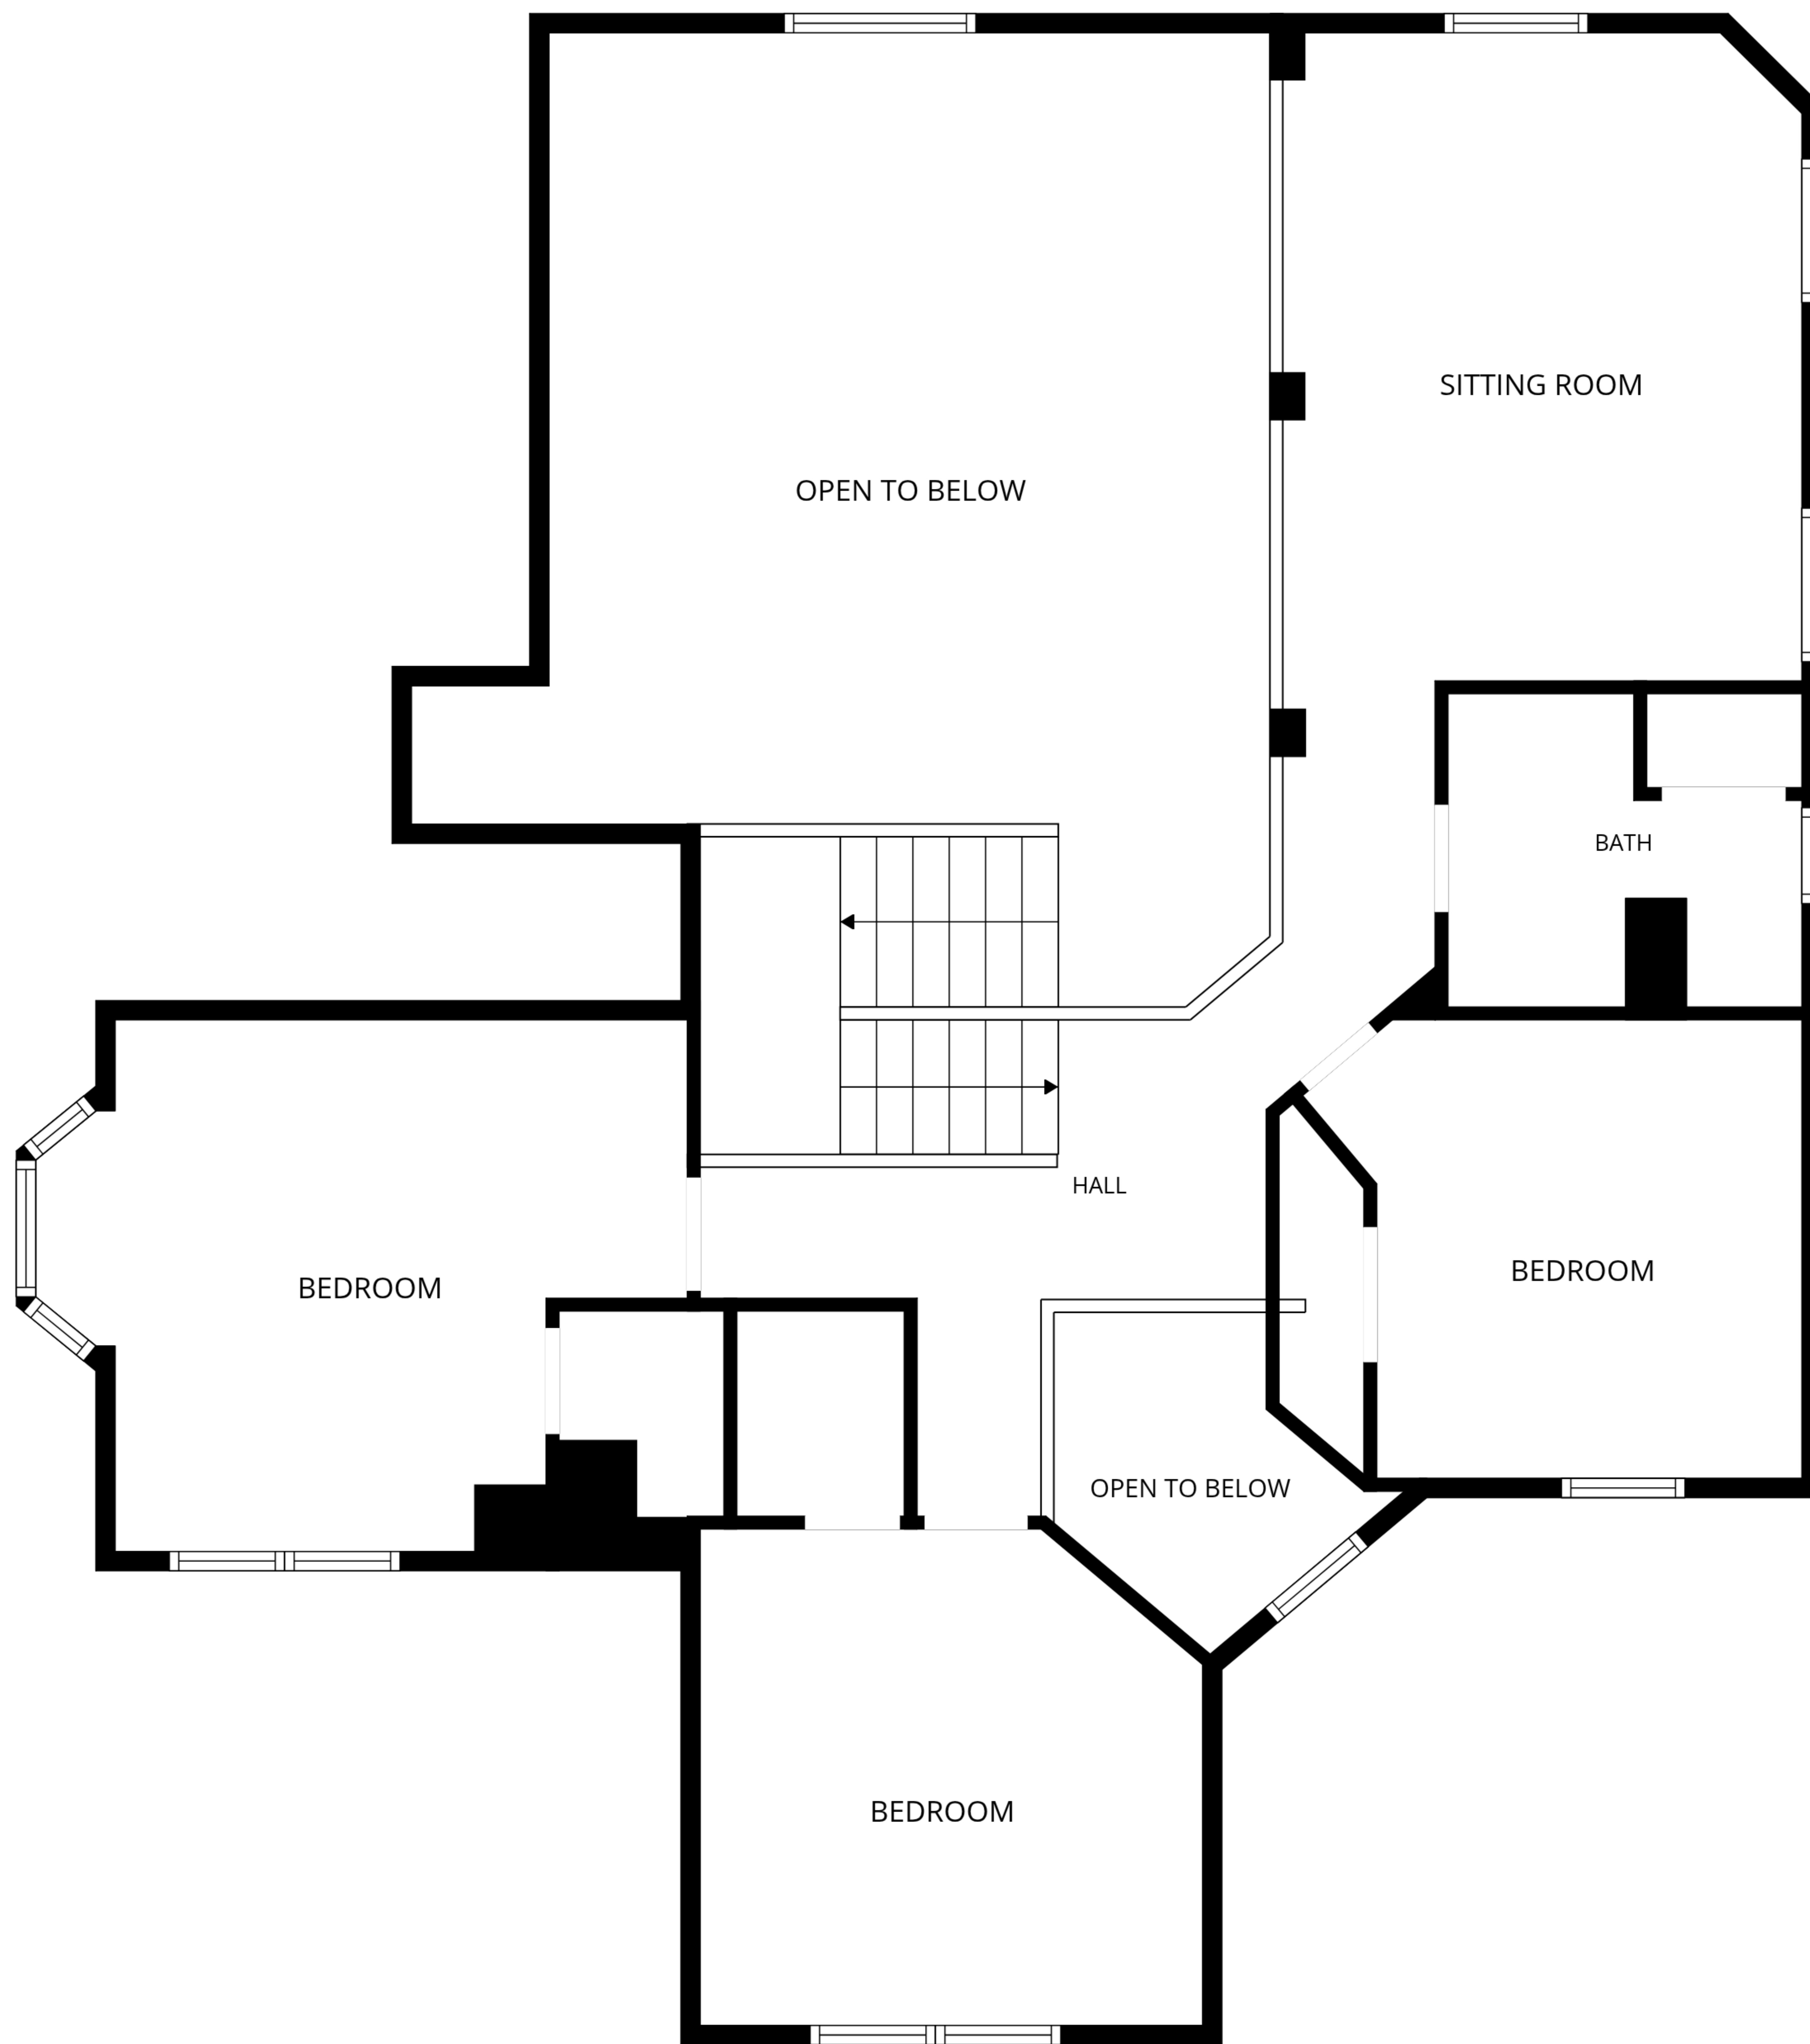 SITTING ROOM
OPEN TO BELOW
BATH
HALL
BEDROOM
BEDROOM
OPEN TO BELOW
BEDROOM